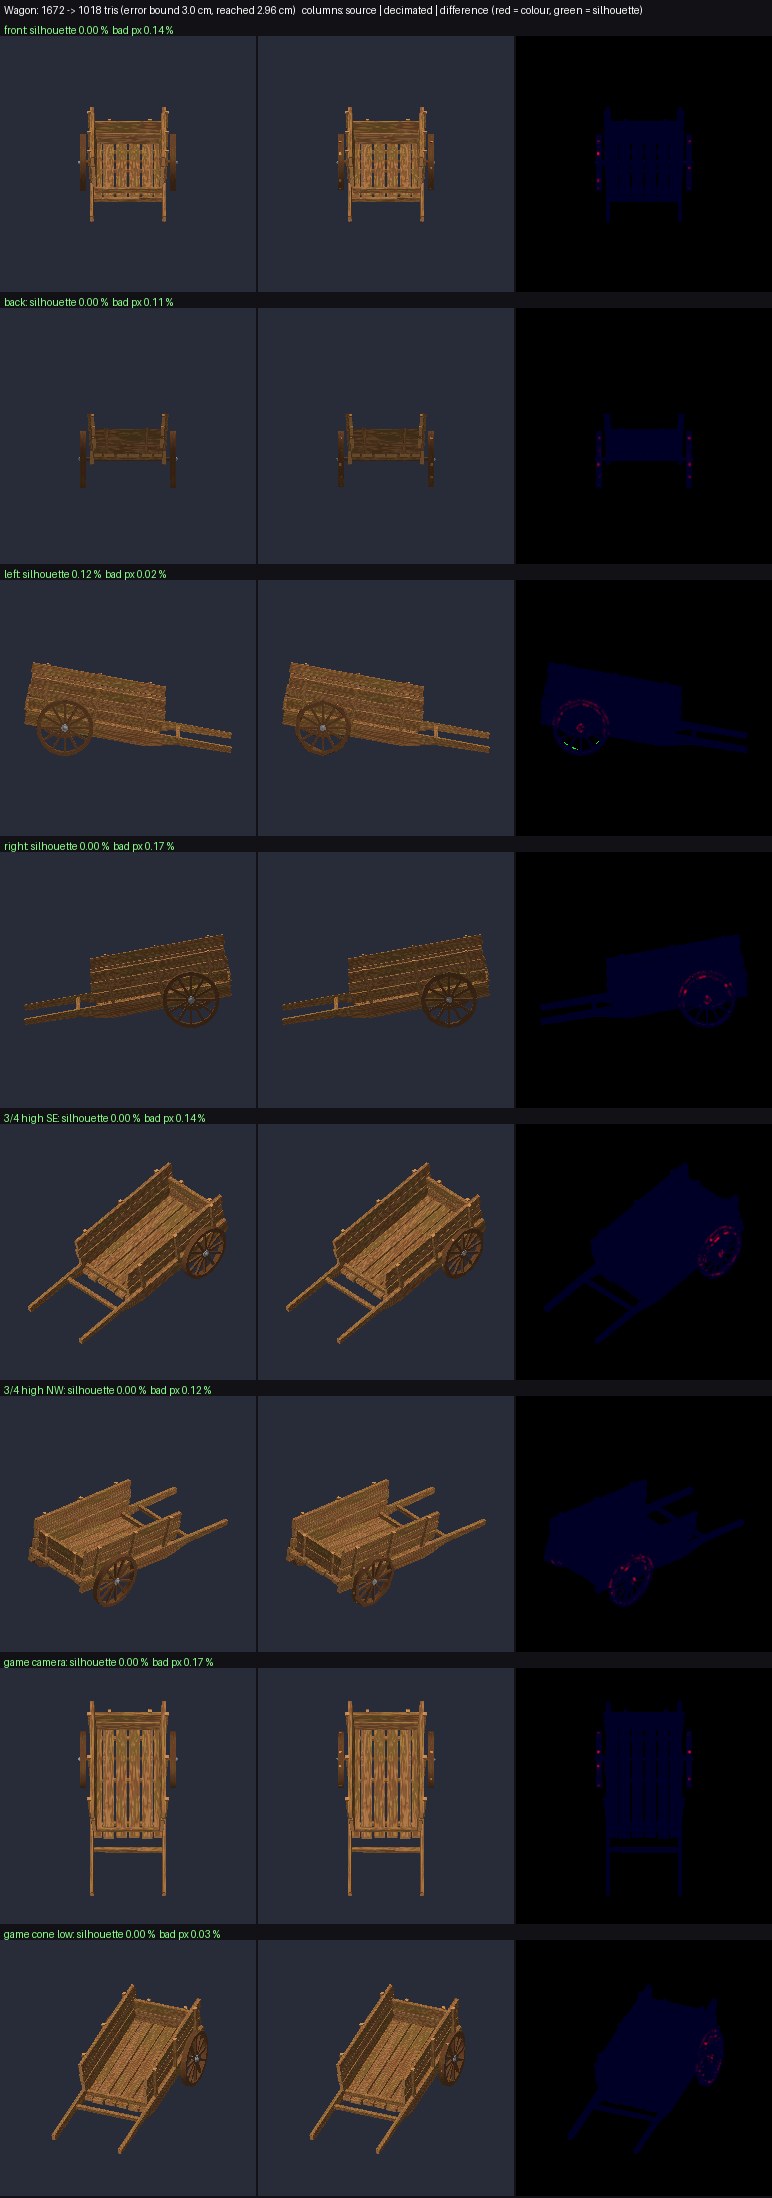 Wagon: 1672 -> 1018 tris (error bound 3.0 cm, reached 2.96 cm)  columns: source | decimated | difference (red = colour, green = silhouette)
front: silhouette 0.00 %  bad px 0.14 %
back: silhouette 0.00 %  bad px 0.11 %
left: silhouette 0.12 %  bad px 0.02 %
right: silhouette 0.00 %  bad px 0.17 %
3/4 high SE: silhouette 0.00 %  bad px 0.14 %
3/4 high NW: silhouette 0.00 %  bad px 0.12 %
game camera: silhouette 0.00 %  bad px 0.17 %
game cone low: silhouette 0.00 %  bad px 0.03 %